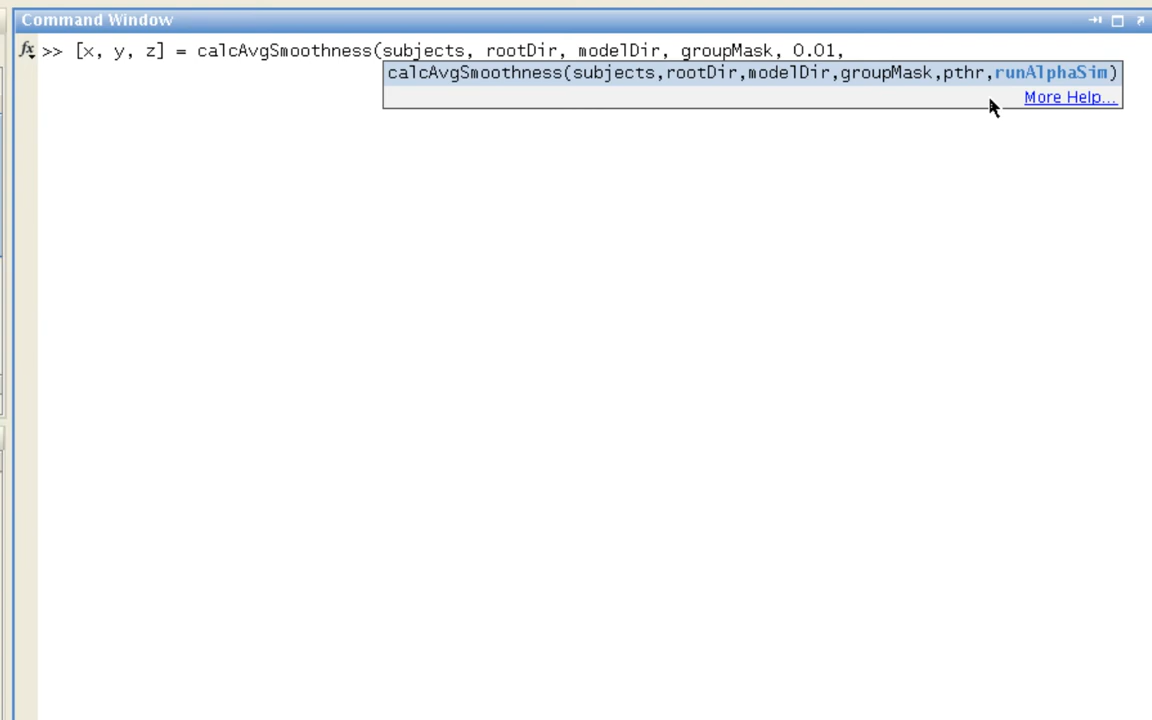 Command Window
fx >> [x, y, z] = calcAvgSmoothness(subjects, rootDir, modelDir, groupMask, 0.01,
calcAvgSmoothness(subjects,rootDir,modelDir,groupMask,pthr,runAlphaSim)
More Help...